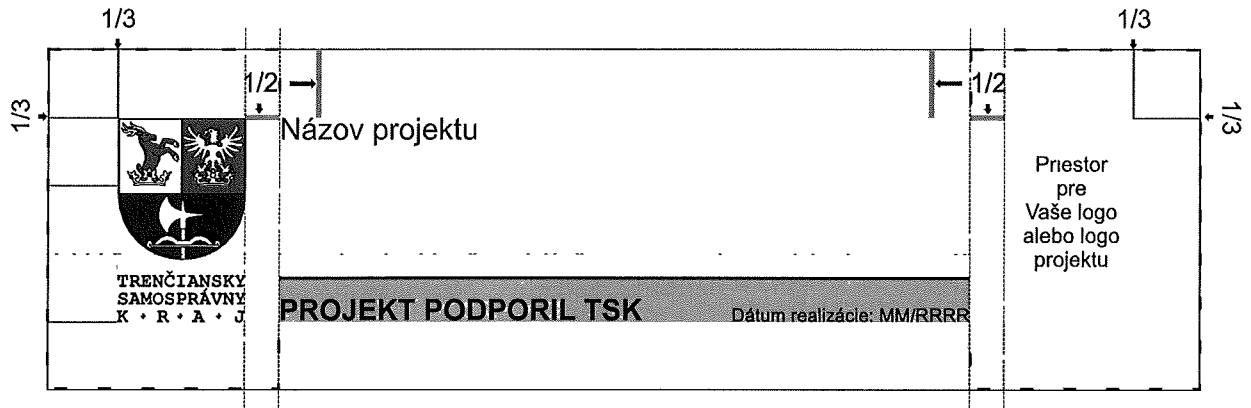 1/3
1/3
1/2
1/2
1/3
1/3
Názov projektu
Priestor
pre
Vaše logo
alebo logo
projektu
TRENČIANSKY
SAMOSPRÁVNY
K • R • A • J
PROJEKT PODPORIL TSK
Dátum realizácie: MM/RRRR